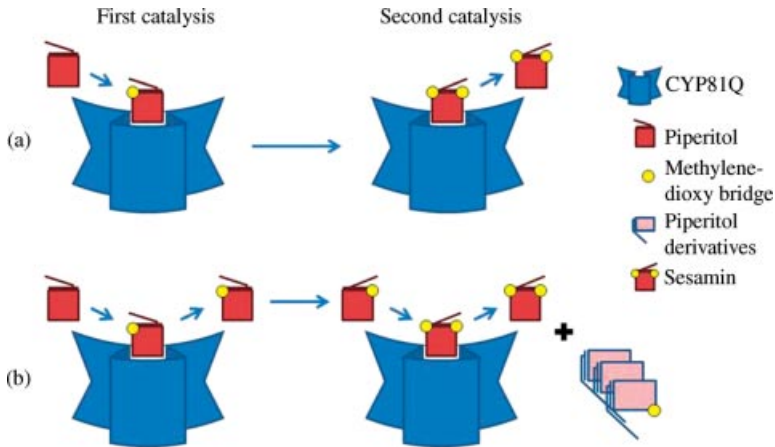 First catalysis
Second catalysis
(a)
(b)
CYP81Q
Piperitol
Methylene-
dioxy bridge
Piperitol
derivatives
Sesamin